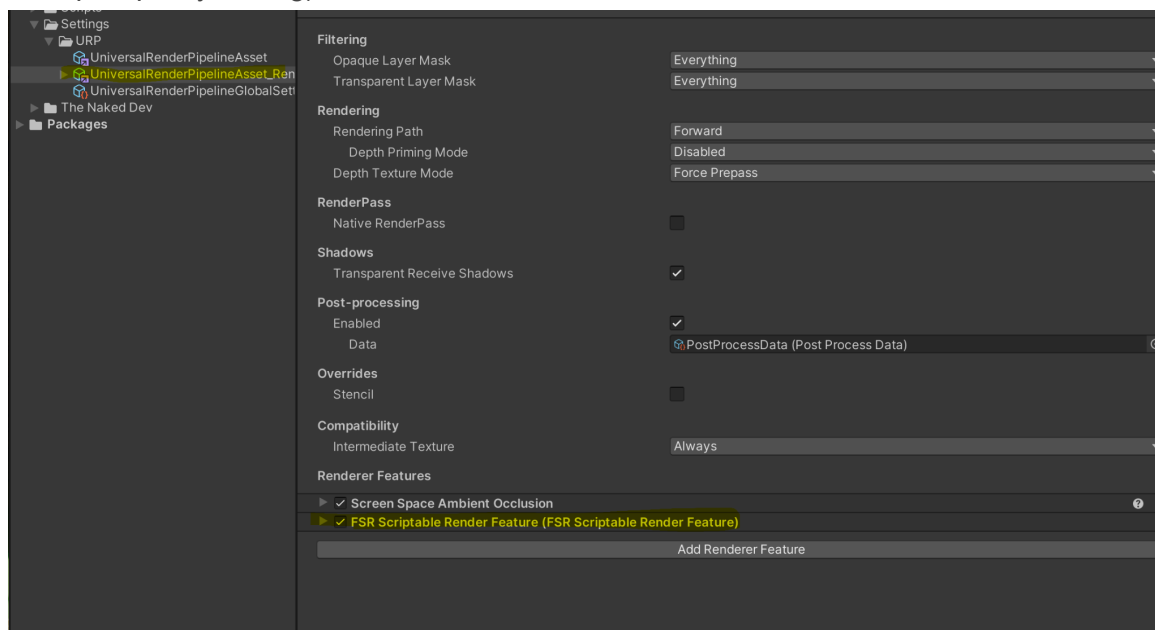 Settings
URP
UniversalRenderPipelineAsset
UniversalRenderPipelineAsset_Ren
UniversalRenderPipelineGlobalSett
The Naked Dev
Packages
Filtering
Opaque Layer Mask Everything
Transparent Layer Mask Everything
Rendering
Rendering Path Forward
Depth Priming Mode Disabled
Depth Texture Mode Force Prepass
RenderPass
Native RenderPass
Shadows
Transparent Receive Shadows
Post-processing
Enabled
Data PostProcessData (Post Process Data)
Overrides
Stencil
Compatibility
Intermediate Texture Always
Renderer Features
Screen Space Ambient Occlusion
FSR Scriptable Render Feature (FSR Scriptable Render Feature)
Add Renderer Feature